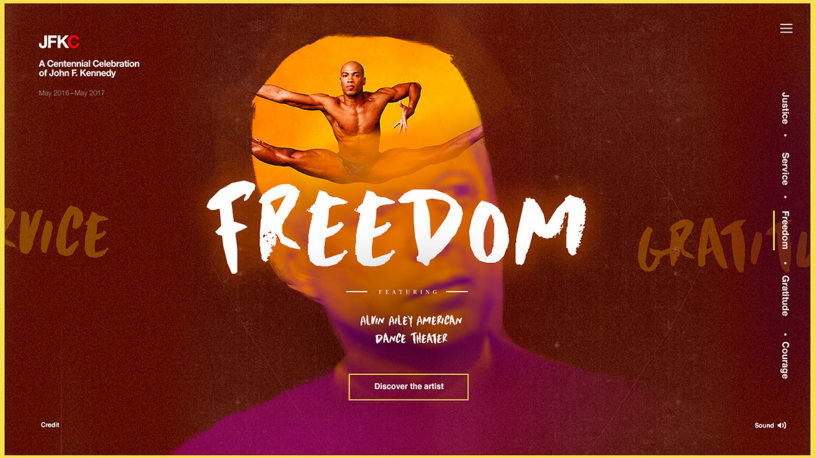 JFKC
A Centennial Celebration
of John F. Kennedy
May 2016–May 2017
Justice
Service
Freedom
Gratitude
Courage
RVICE
FREEDOM
GRATITU
FEATURING
ALVIN AILEY AMERICAN
DANCE THEATER
Discover the artist
Credit
Sound